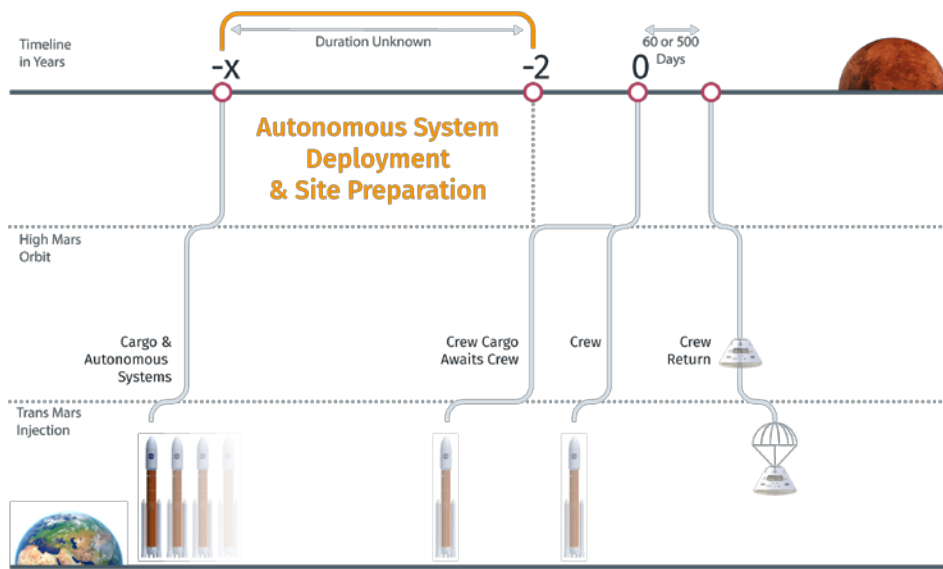 Timeline
in Years
Duration Unknown
60 or 500
Days
-x
-2
0
Autonomous System
Deployment
& Site Preparation
High Mars
Orbit
Cargo &
Autonomous
Systems
Crew Cargo
Awaits Crew
Crew
Crew
Return
Trans Mars
Injection